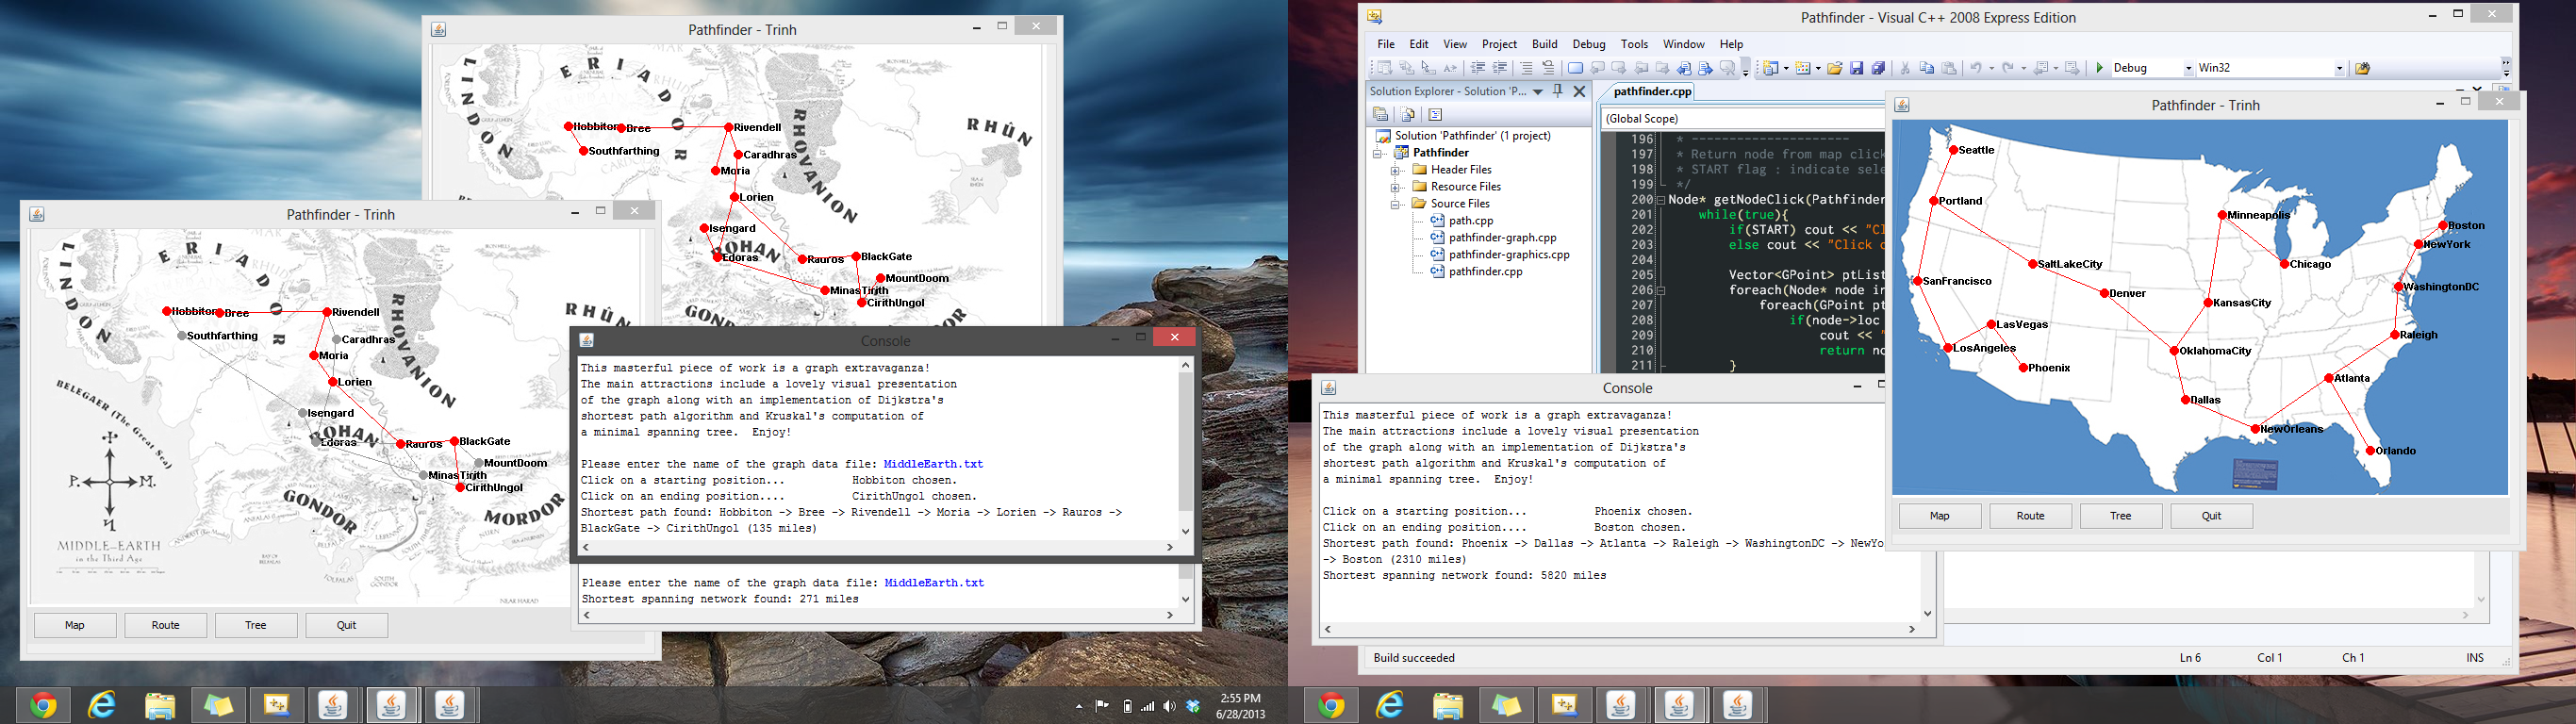 Pathfinder - Trinh
LINDON
ERIADOR
RHOVANION
RHÛN
Hobbiton
Bree
Rivendell
Southfarthing
Caradhras
Moria
Lorien
Isengard
ROHAN
Edoras
Rauros
BlackGate
MountDoom
MinasTirith
CirithUngol
GONDOR
Pathfinder - Trinh
LINDON
ERIADOR
RHOVANION
RHÛN
Hobbiton
Bree
Rivendell
Southfarthing
Caradhras
Moria
Lorien
BELEGAER (The Great Sea)
Isengard
ROHAN
Edoras
Rauros
BlackGate
MountDoom
MinasTirith
CirithUngol
GONDOR
MORDOR
MIDDLE-EARTH
in the Third Age
SOUTH GONDOR
NEAR HARAD
Map
Route
Tree
Quit
Console
This masterful piece of work is a graph extravaganza!
The main attractions include a lovely visual presentation
of the graph along with an implementation of Dijkstra's
shortest path algorithm and Kruskal's computation of
a minimal spanning tree.  Enjoy!
Please enter the name of the graph data file: MiddleEarth.txt
Click on a starting position...          Hobbiton chosen.
Click on an ending position....          CirithUngol chosen.
Shortest path found: Hobbiton -> Bree -> Rivendell -> Moria -> Lorien -> Rauros ->
BlackGate -> CirithUngol (135 miles)
Please enter the name of the graph data file: MiddleEarth.txt
Shortest spanning network found: 271 miles
2:55 PM
6/28/2013
Pathfinder - Visual C++ 2008 Express Edition
File Edit View Project Build Debug Tools Window Help
Debug Win32
Solution Explorer - Solution 'P...
pathfinder.cpp
(Global Scope)
Solution 'Pathfinder' (1 project)
Pathfinder
Header Files
Resource Files
Source Files
path.cpp
pathfinder-graph.cpp
pathfinder-graphics.cpp
pathfinder.cpp
196 * ---------------------
197 * Return node from map click
198 * START flag : indicate sele
199 */
200 Node* getNodeClick(Pathfinder
201 while(true){
202 if(START) cout << "Cl
203 else cout << "Click o
204
205 Vector<GPoint> ptList
206 foreach(Node* node in
207 foreach(GPoint pt
208 if(node->loc
209 cout << "
210 return no
211 }
Pathfinder - Trinh
Seattle
Portland
Minneapolis
Boston
NewYork
SaltLakeCity
Chicago
SanFrancisco
Denver
WashingtonDC
KansasCity
LasVegas
Raleigh
LosAngeles
OklahomaCity
Phoenix
Atlanta
Dallas
NewOrleans
Orlando
Map
Route
Tree
Quit
Console
This masterful piece of work is a graph extravaganza!
The main attractions include a lovely visual presentation
of the graph along with an implementation of Dijkstra's
shortest path algorithm and Kruskal's computation of
a minimal spanning tree.  Enjoy!
Click on a starting position...          Phoenix chosen.
Click on an ending position....          Boston chosen.
Shortest path found: Phoenix -> Dallas -> Atlanta -> Raleigh -> WashingtonDC -> NewYo
-> Boston (2310 miles)
Shortest spanning network found: 5820 miles
Build succeeded
Ln 6
Col 1
Ch 1
INS